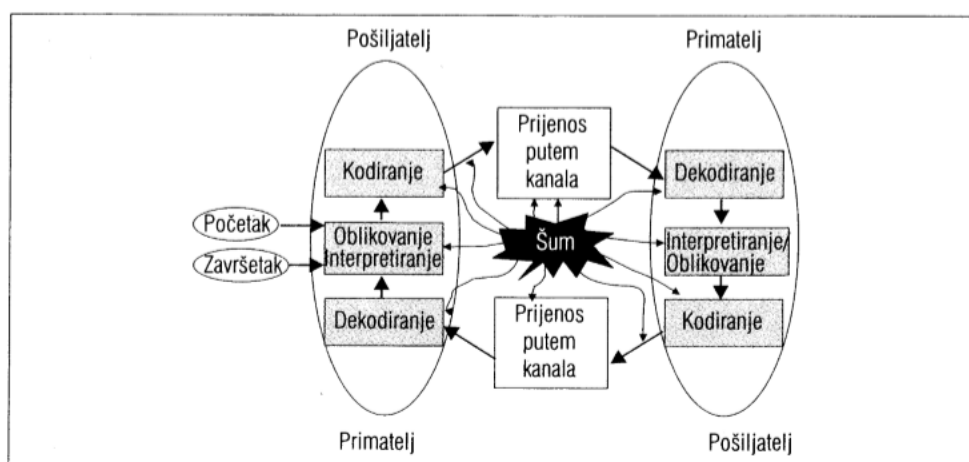 Pošiljatelj
Primatelj
Prijenos
putem
kanala
Kodiranje
Dekodiranje
Početak
Oblikovanje
Interpretiranje
Šum
Interpretiranje/
Oblikovanje
Završetak
Dekodiranje
Prijenos
putem
kanala
Kodiranje
Primatelj
Pošiljatelj